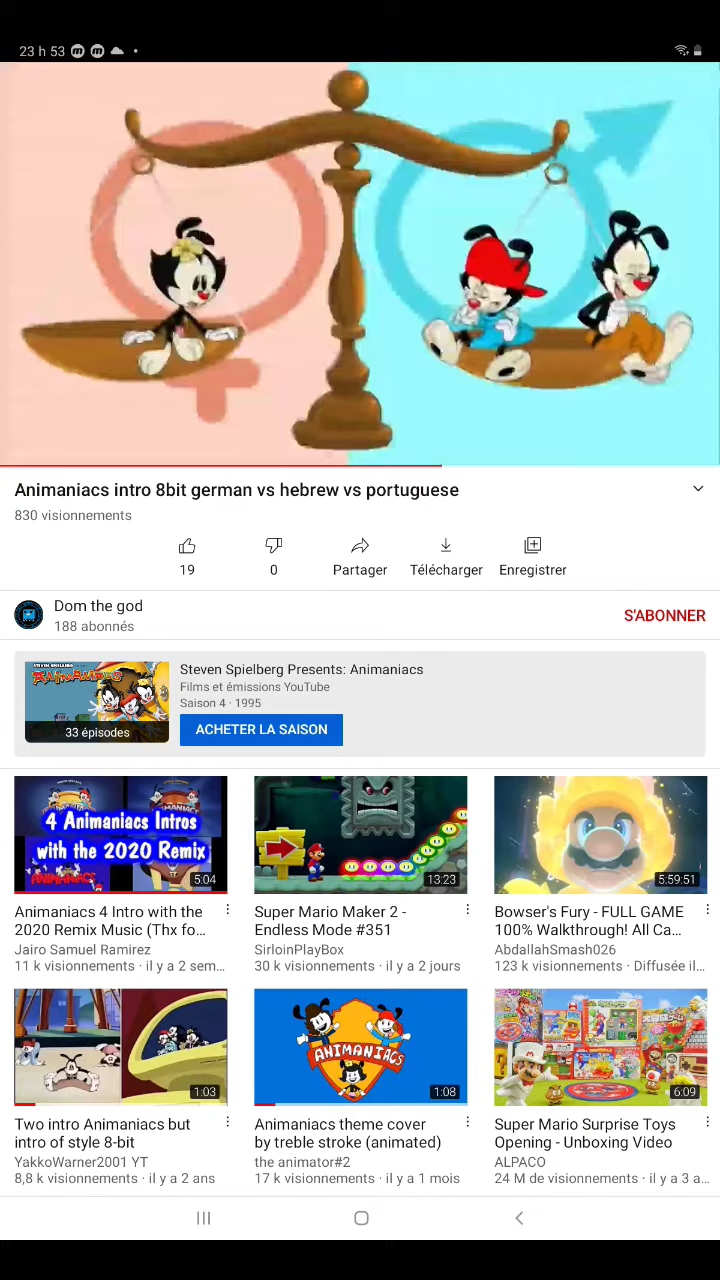 23 h 53
Animaniacs intro 8bit german vs hebrew vs portuguese
830 visionnements
19
0
Partager
Télécharger
Enregistrer
Dom the god
188 abonnés
S'ABONNER
STEVEN SPIELBERG PRESENTS
ANIMANIACS
33 épisodes
Steven Spielberg Presents: Animaniacs
Films et émissions YouTube
Saison 4 · 1995
ACHETER LA SAISON
4 Animaniacs Intros
with the 2020 Remix
ANIMANIACS
5:04
13:23
5:59:51
Animaniacs 4 Intro with the
2020 Remix Music (Thx fo...
Jairo Samuel Ramirez
11 k visionnements · il y a 2 sem...
Super Mario Maker 2 -
Endless Mode #351
SirloinPlayBox
30 k visionnements · il y a 2 jours
Bowser's Fury - FULL GAME
100% Walkthrough! All Ca...
AbdallahSmash026
123 k visionnements · Diffusée il...
1:03
ANIMANIACS
1:08
6:09
Two intro Animaniacs but
intro of style 8-bit
YakkoWarner2001 YT
8,8 k visionnements · il y a 2 ans
Animaniacs theme cover
by treble stroke (animated)
the animator#2
17 k visionnements · il y a 1 mois
Super Mario Surprise Toys
Opening - Unboxing Video
ALPACO
24 M de visionnements · il y a 3 a...